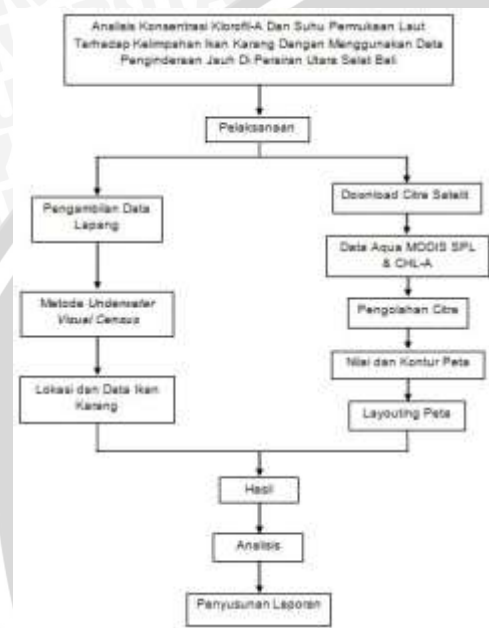 Analisis Konsentrasi Klorofil-A Dan Suhu Permukaan Laut
Terhadap Kelimpahan Ikan Karang Dengan Menggunakan Data
Penginderaan Jauh Di Perairan Utara Selat Bali
Pelaksanaan
Pengambilan Data
Lapang
Metode Underwater
Visual Census
Lokasi dan Data Ikan
Karang
Download Citra Satelit
Data Aqua MODIS SPL
& CHL-A
Pengolahan Citra
Nilai dan Kontur Peta
Layouting Peta
Hasil
Analisis
Penyusunan Laporan